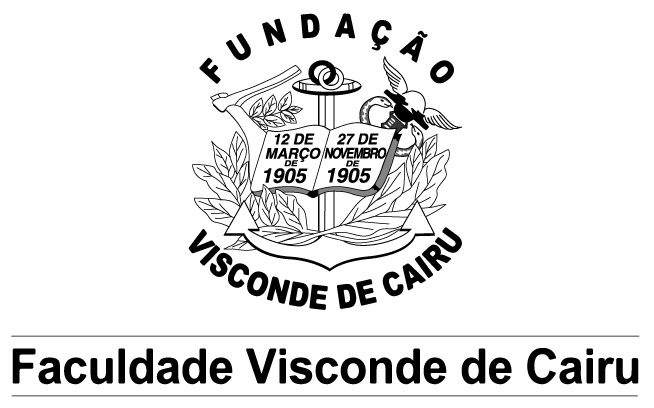 FUNDAÇÃO
12 DE
MARÇO
DE
1905
27 DE
NOVEMBRO
DE
1905
VISCONDE DE CAIRU
Faculdade Visconde de Cairu